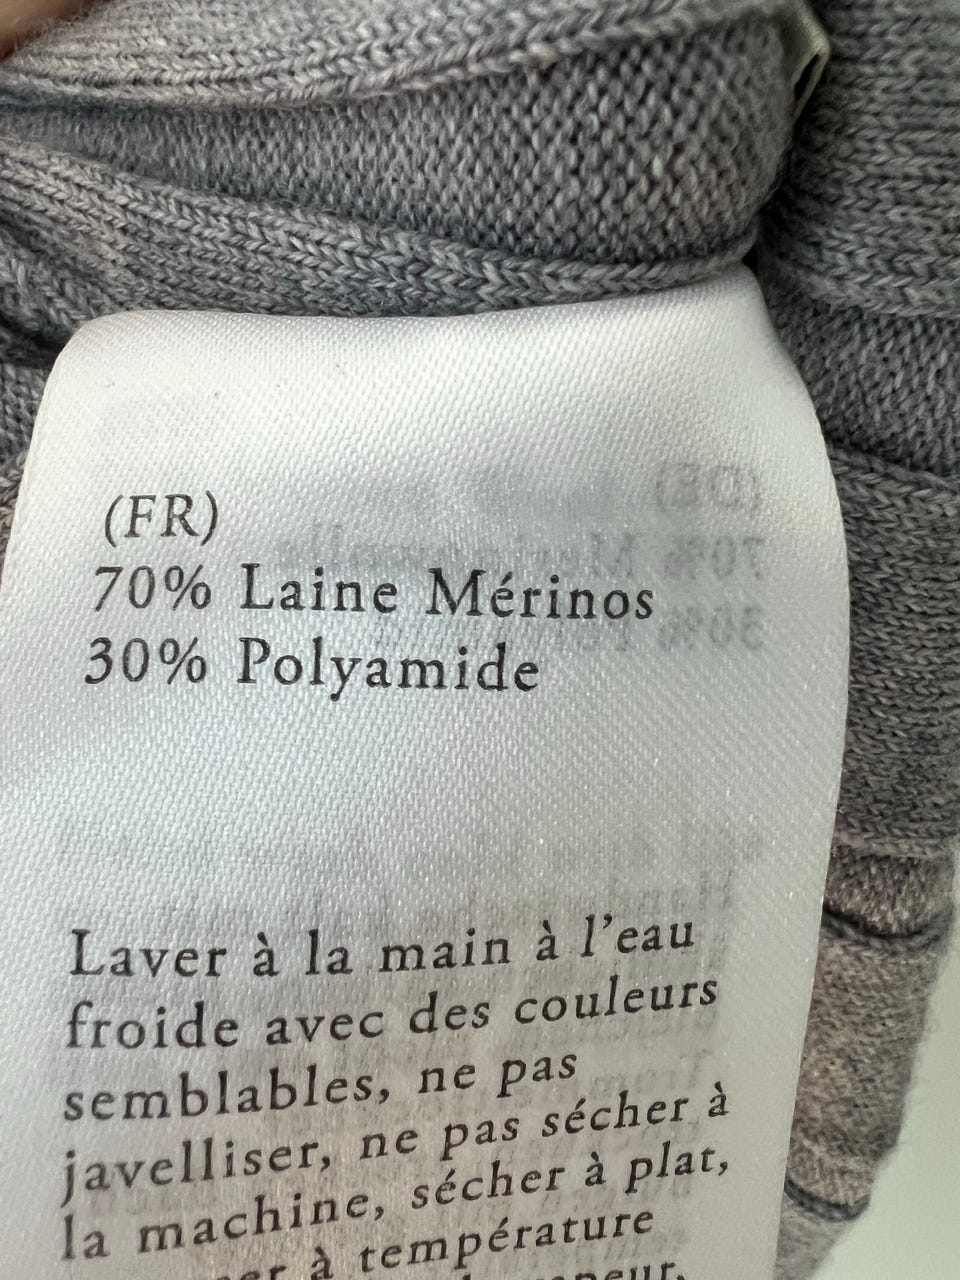 (FR)
70% Laine Mérinos
30% Polyamide
Laver à la main à l'eau
froide avec des couleurs
semblables, ne pas
javelliser, ne pas sécher à
la machine, sécher à plat,
à température